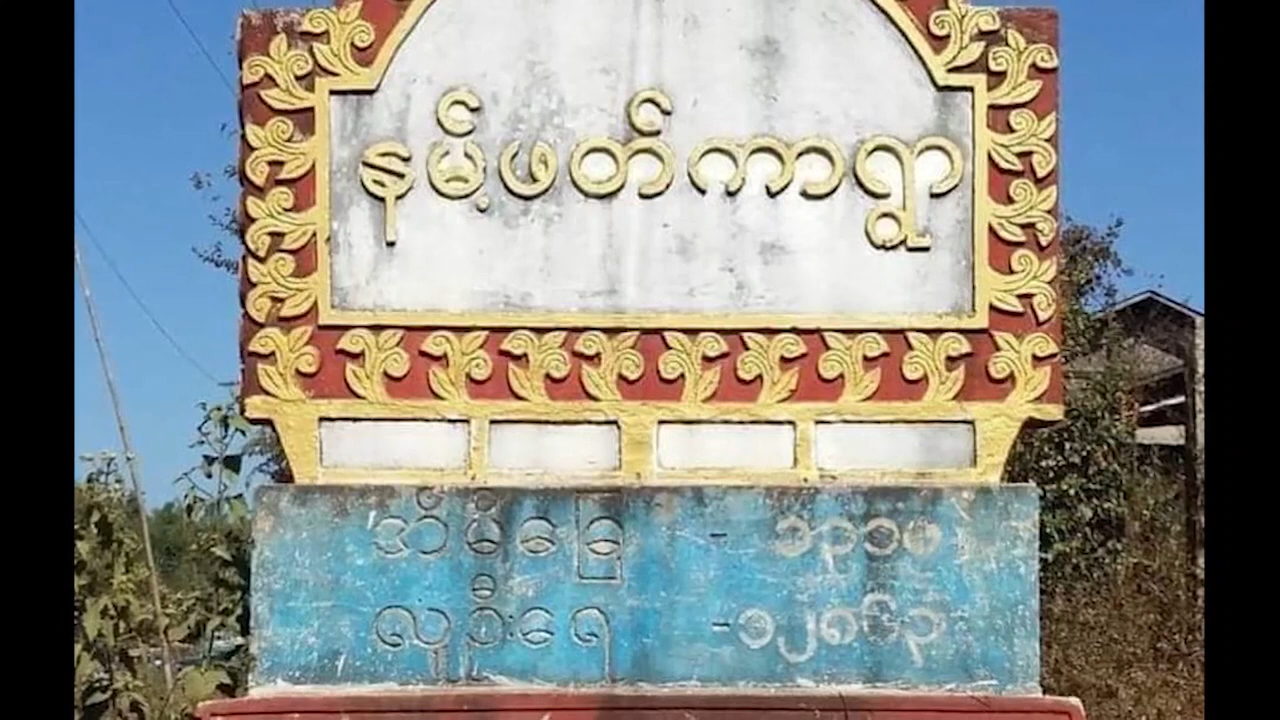 နမ့်ဖတ်ကာရွာ
အိမ်ခြေ -
လူဦးရေ -